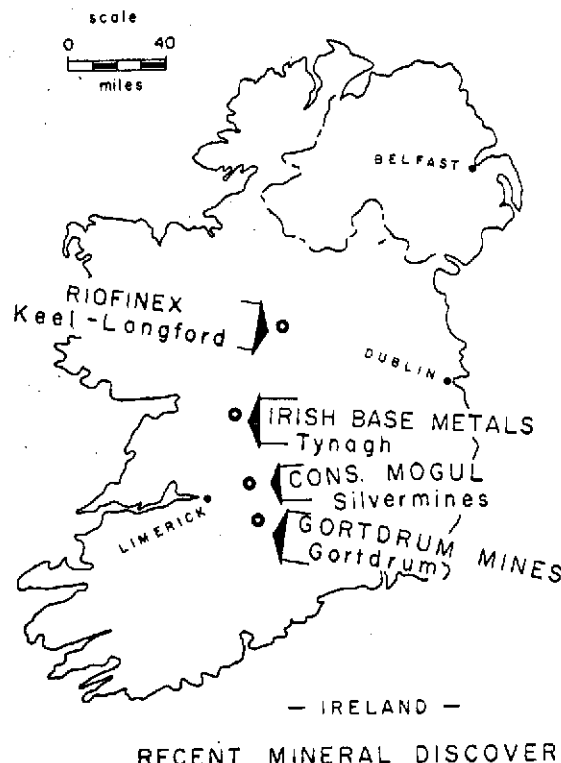 scale
0 40
miles
BELFAST
RIOFINEX
Keel-Longford
DUBLIN
IRISH BASE METALS
Tynagh
CONS. MOGUL
Silvermines
LIMERICK
GORTDRUM MINES
Gortdrum
— IRELAND —
RECENT MINERAL DISCOVER